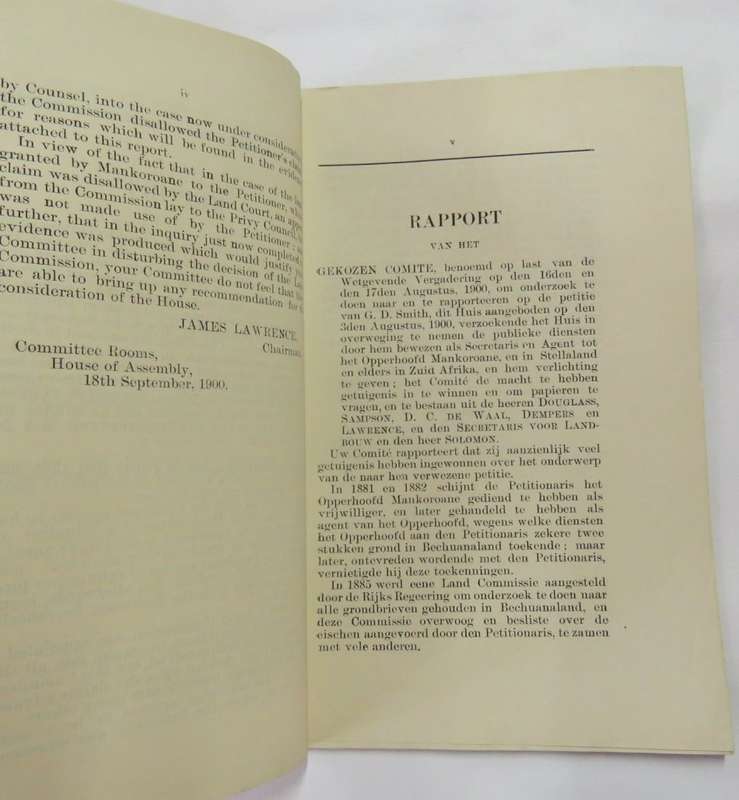 iv
by Counsel, into the case now under consideration
the Commission disallowed the Petitioner's
for reasons which will be found in the evidence
attached to this report.
In view of the fact that in the case of the
granted by Mankoroane to the Petitioner,
claim was disallowed by the Land Court, an
from the Commission lay to the Privy Council,
was not made use of by the Petitioner;
further, that in the inquiry just now completed
evidence was produced which would justify
Committee in disturbing the decision of the
Commission, your Committee do not feel that
are able to bring up any recommendation for
consideration of the House.
JAMES LAWRENCE,
Chairman.
Committee Rooms,
House of Assembly,
18th September, 1900.
v
RAPPORT
VAN HET
GEKOZEN COMITE, benoemd op last van de
Wetgevende Vergadering op den 16den en
den 17den Augustus, 1900, om onderzoek te
doen naar en te rapporteeren op de petitie
van G. D. Smith, dit Huis aangeboden op den
3den Augustus, 1900, verzoekende het Huis in
overweging te nemen de publieke diensten
door hem bewezen als Secretaris en Agent tot
het Opperhoofd Mankoroane, en in Stellaland
en elders in Zuid Afrika, en hem verlichting
te geven; het Comité de macht te hebben
getuigenis in te winnen en om papieren te
vragen, en te bestaan uit de heeren DOUGLASS,
SAMPSON, D. C. DE WAAL, DEMPERS en
LAWRENCE, en den SECRETARIS VOOR LAND-
BOUW en den heer SOLOMON.
Uw Comité rapporteert dat zij aanzienlijk veel
getuigenis hebben ingewonnen over het onderwerp
van de naar hen verwezene petitie.
In 1881 en 1882 schijnt de Petitionaris het
Opperhoofd Mankoroane gediend te hebben als
vrijwilliger, en later gehandeld te hebben als
agent van het Opperhoofd, wegens welke diensten
het Opperhoofd aan den Petitionaris zekere twee
stukken grond in Bechuanaland toekende; maar
later, ontevreden wordende met den Petitionaris,
vernietigde hij deze toekenningen.
In 1885 werd eene Land Commissie aangesteld
door de Rijks Regeering om onderzoek te doen naar
alle grondbrieven gehouden in Bechuanaland, en
deze Commissie overwoog en besliste over de
eischen aangevoerd door den Petitionaris, te zamen
met vele anderen.